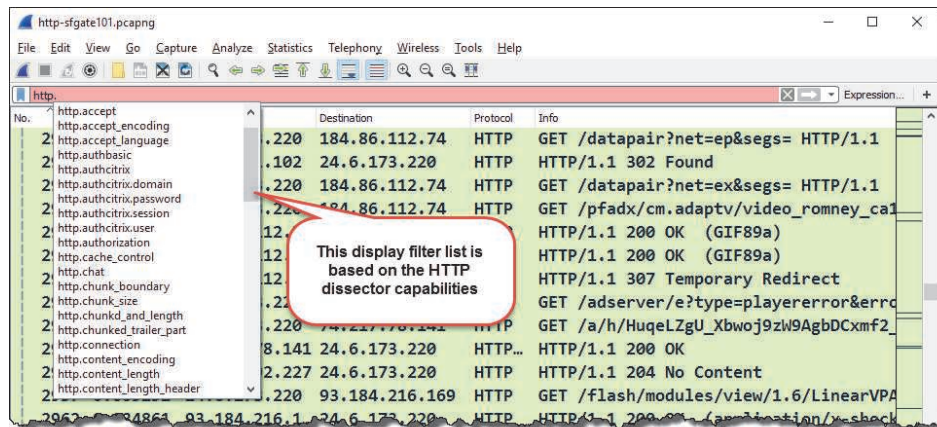 http-sfgate101.pcapng
File Edit View Go Capture Analyze Statistics Telephony Wireless Tools Help
http.
Expression... +
No. Destination Protocol Info
http.accept
http.accept_encoding
http.accept_language
http.authbasic
http.authcitrix
http.authcitrix.domain
http.authcitrix.password
http.authcitrix.session
http.authcitrix.user
http.authorization
http.cache_control
http.chat
http.chunk_boundary
http.chunk_size
http.chunkd_and_length
http.chunked_trailer_part
http.connection
http.content_encoding
http.content_length
http.content_length_header
.220 184.86.112.74 HTTP GET /datapair?net=ep&segs= HTTP/1.1
.102 24.6.173.220 HTTP HTTP/1.1 302 Found
.220 184.86.112.74 HTTP GET /datapair?net=ex&segs= HTTP/1.1
184.86.112.74 HTTP GET /pfadx/cm.adaptv/video_romney_ca1
12. HTTP/1.1 200 OK (GIF89a)
12. HTTP/1.1 200 OK (GIF89a)
12. HTTP/1.1 307 Temporary Redirect
.22 GET /adserver/e?type=playererror&erro
.220 74.217.78.141 HTTP GET /a/h/HuqeLZgU_Xbwoj9zW9AgbDCxmf2_
8.141 24.6.173.220 HTTP... HTTP/1.1 200 OK
2.227 24.6.173.220 HTTP HTTP/1.1 204 No Content
.220 93.184.216.169 HTTP GET /flash/modules/view/1.6/LinearVPA
This display filter list is
based on the HTTP
dissector capabilities